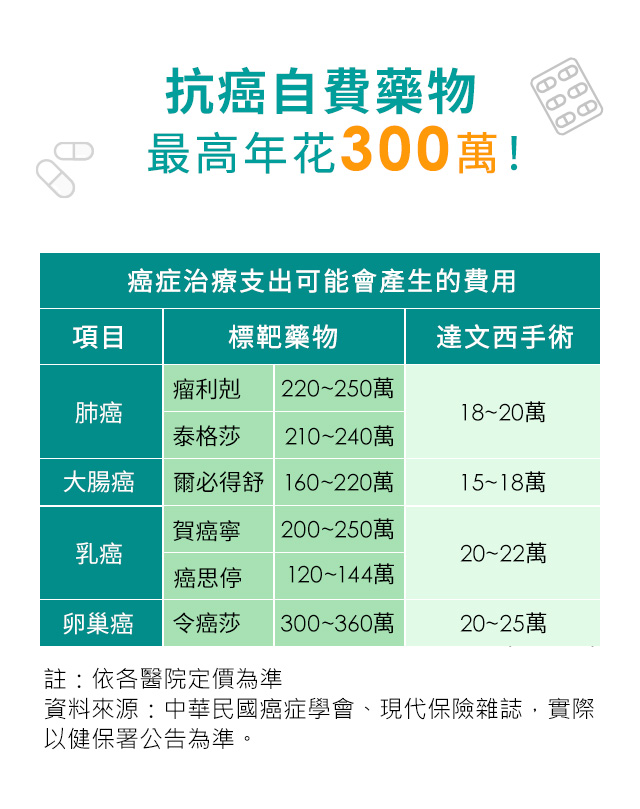 抗癌自費藥物
最高年花300萬!
癌症治療支出可能會產生的費用
項目 標靶藥物 達文西手術
肺癌 瘤利剋 220~250萬 18~20萬
泰格莎 210~240萬
大腸癌 爾必得舒 160~220萬 15~18萬
乳癌 賀癌寧 200~250萬 20~22萬
癌思停 120~144萬
卵巢癌 令癌莎 300~360萬 20~25萬
註：依各醫院定價為準
資料來源：中華民國癌症學會、現代保險雜誌，實際
以健保署公告為準。